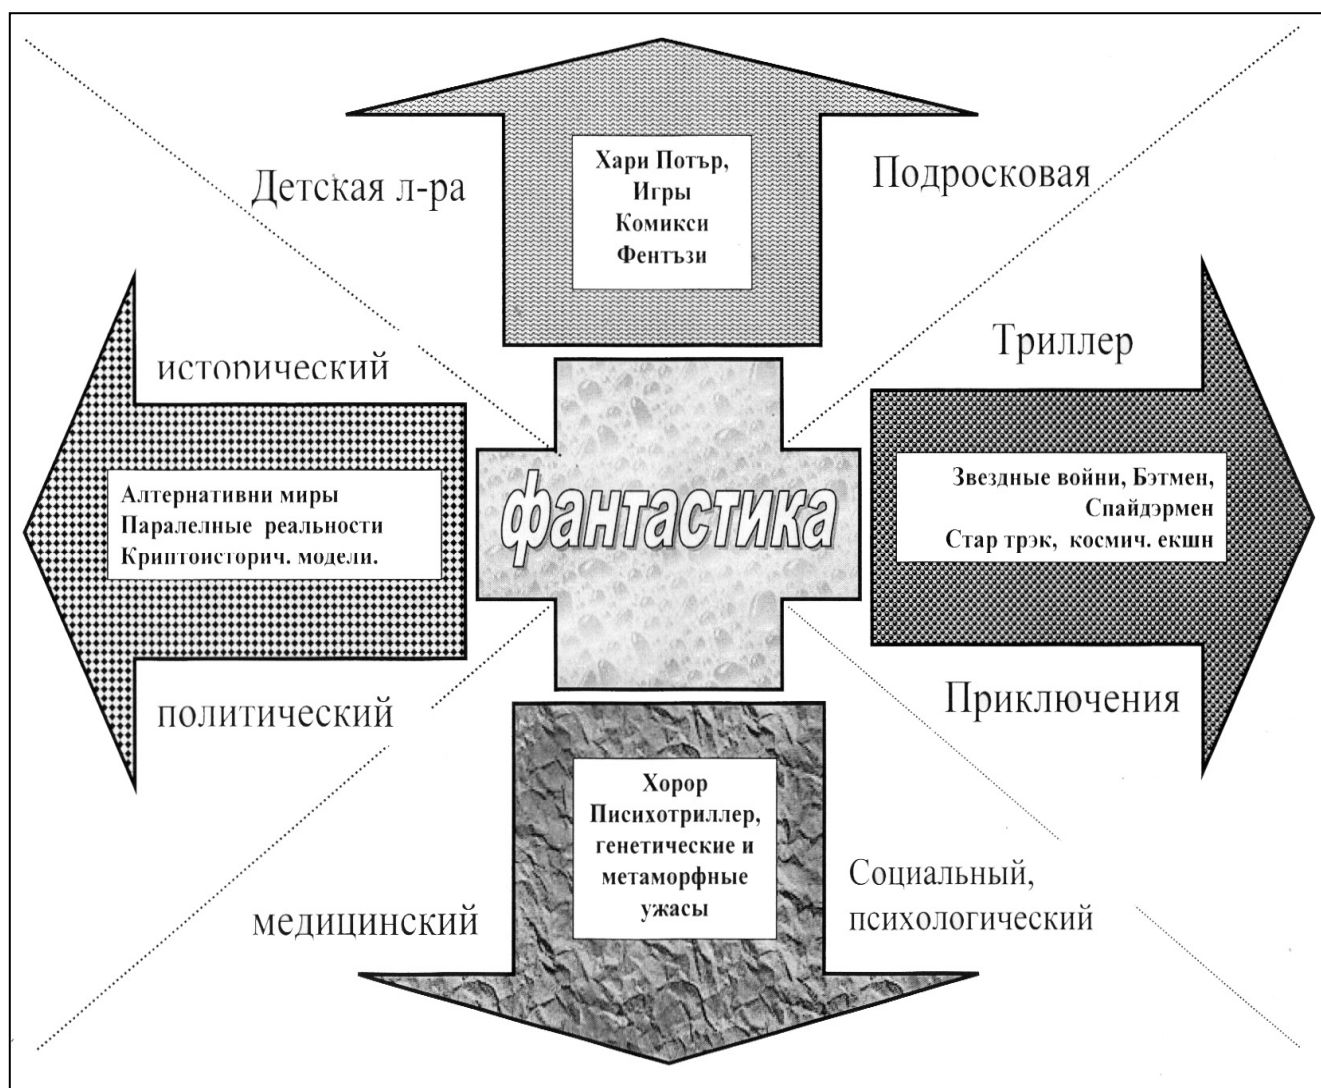 Детская л-ра
Хари Потър,
Игры
Комикси
Фентъзи
Подросковая
исторический
Алтернативни миры
Паралелные реальности
Криптоисторич. модели.
политический
фантастика
Триллер
Звездные войни, Бэтмен,
Спайдэрмен
Стар трэк, космич. екшн
Приключения
медицинский
Хорор
Писихотриллер,
генетические и
метаморфные
ужасы
Социальный,
психологический